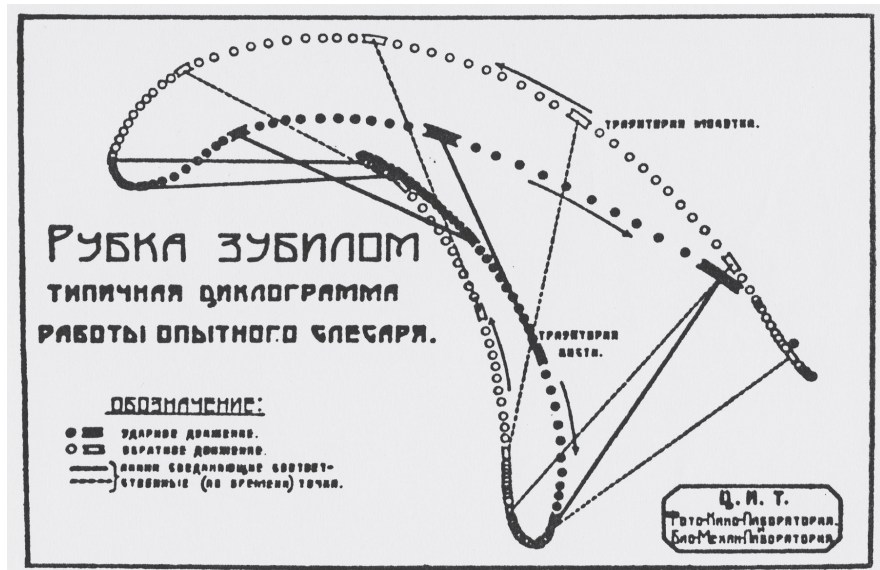 ТРАЕКТОРИЯ МОЛОТКА.
РУБКА ЗУБИЛОМ
ТИПИЧНАЯ ЦИКЛОГРАММА
РАБОТЫ ОПЫТНОГО СЛЕСАРЯ.
ТРАЕКТОРИЯ
КИСТИ.
ОБОЗНАЧЕНИЕ:
УДАРНОЕ ДВИЖЕНИЕ.
ОБРАТНОЕ ДВИЖЕНИЕ.
ЛИНИИ СОЕДИНЯЮЩИЕ СООТВЕТ-
СТВЕННЫЕ (ПО ВРЕМЕНИ) ТОЧКИ.
Ц. И. Т.
ФОТО-КИНО-ЛАБОРАТОРИЯ.
БИО-МЕХАН-ЛАБОРАТОРИЯ